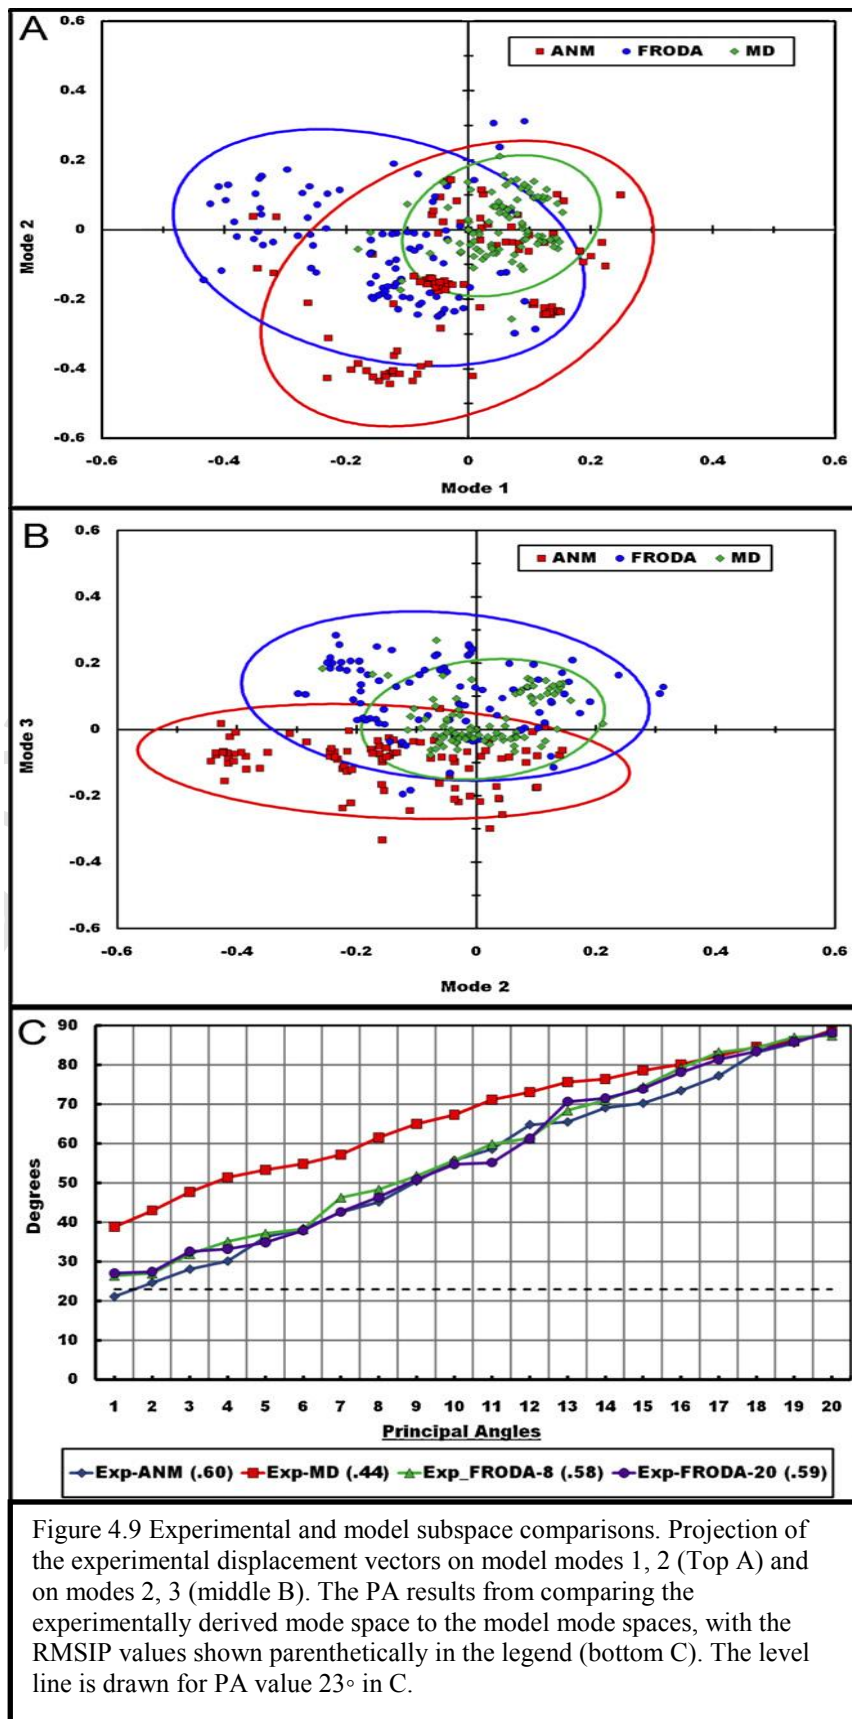 A
0.6
0.4
0.2
0
-0.2
-0.4
-0.6
Mode 2
ANM FRODA MD
-0.6 -0.4 -0.2 0 0.2 0.4 0.6
Mode 1
B
0.6
0.4
0.2
0
-0.2
-0.4
-0.6
Mode 3
ANM FRODA MD
-0.6 -0.4 -0.2 0 0.2 0.4 0.6
Mode 2
C
90
80
70
60
50
40
30
20
10
0
Degrees
1 2 3 4 5 6 7 8 9 10 11 12 13 14 15 16 17 18 19 20
Principal Angles
Exp-ANM (.60) Exp-MD (.44) Exp_FRODA-8 (.58) Exp-FRODA-20 (.59)
Figure 4.9 Experimental and model subspace comparisons. Projection of
the experimental displacement vectors on model modes 1, 2 (Top A) and
on modes 2, 3 (middle B). The PA results from comparing the
experimentally derived mode space to the model mode spaces, with the
RMSIP values shown parenthetically in the legend (bottom C). The level
line is drawn for PA value 23◦ in C.